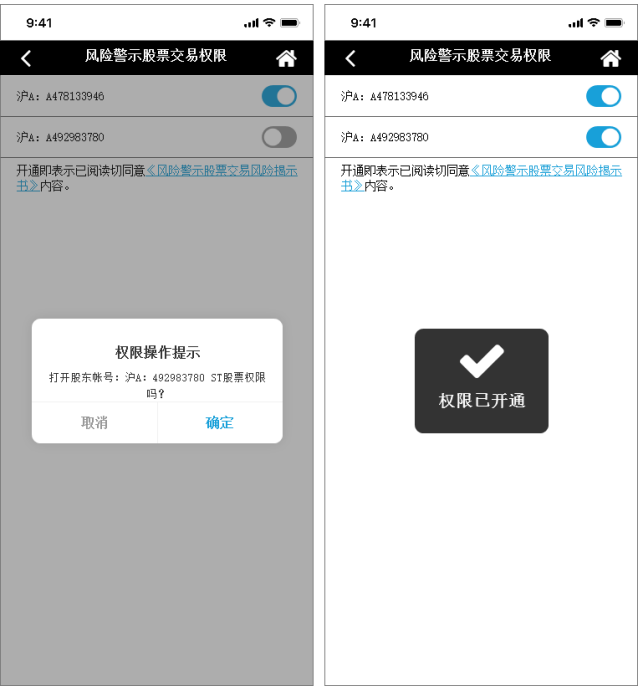 9:41
风险警示股票交易权限
沪A: A478133946
沪A: A492983780
开通即表示已阅读切同意《风险警示股票交易风险揭示
书》内容。
权限操作提示
打开股东帐号: 沪A: 492983780 ST股票权限
吗?
取消
确定
9:41
风险警示股票交易权限
沪A: A478133946
沪A: A492983780
开通即表示已阅读切同意《风险警示股票交易风险揭示
书》内容。
权限已开通